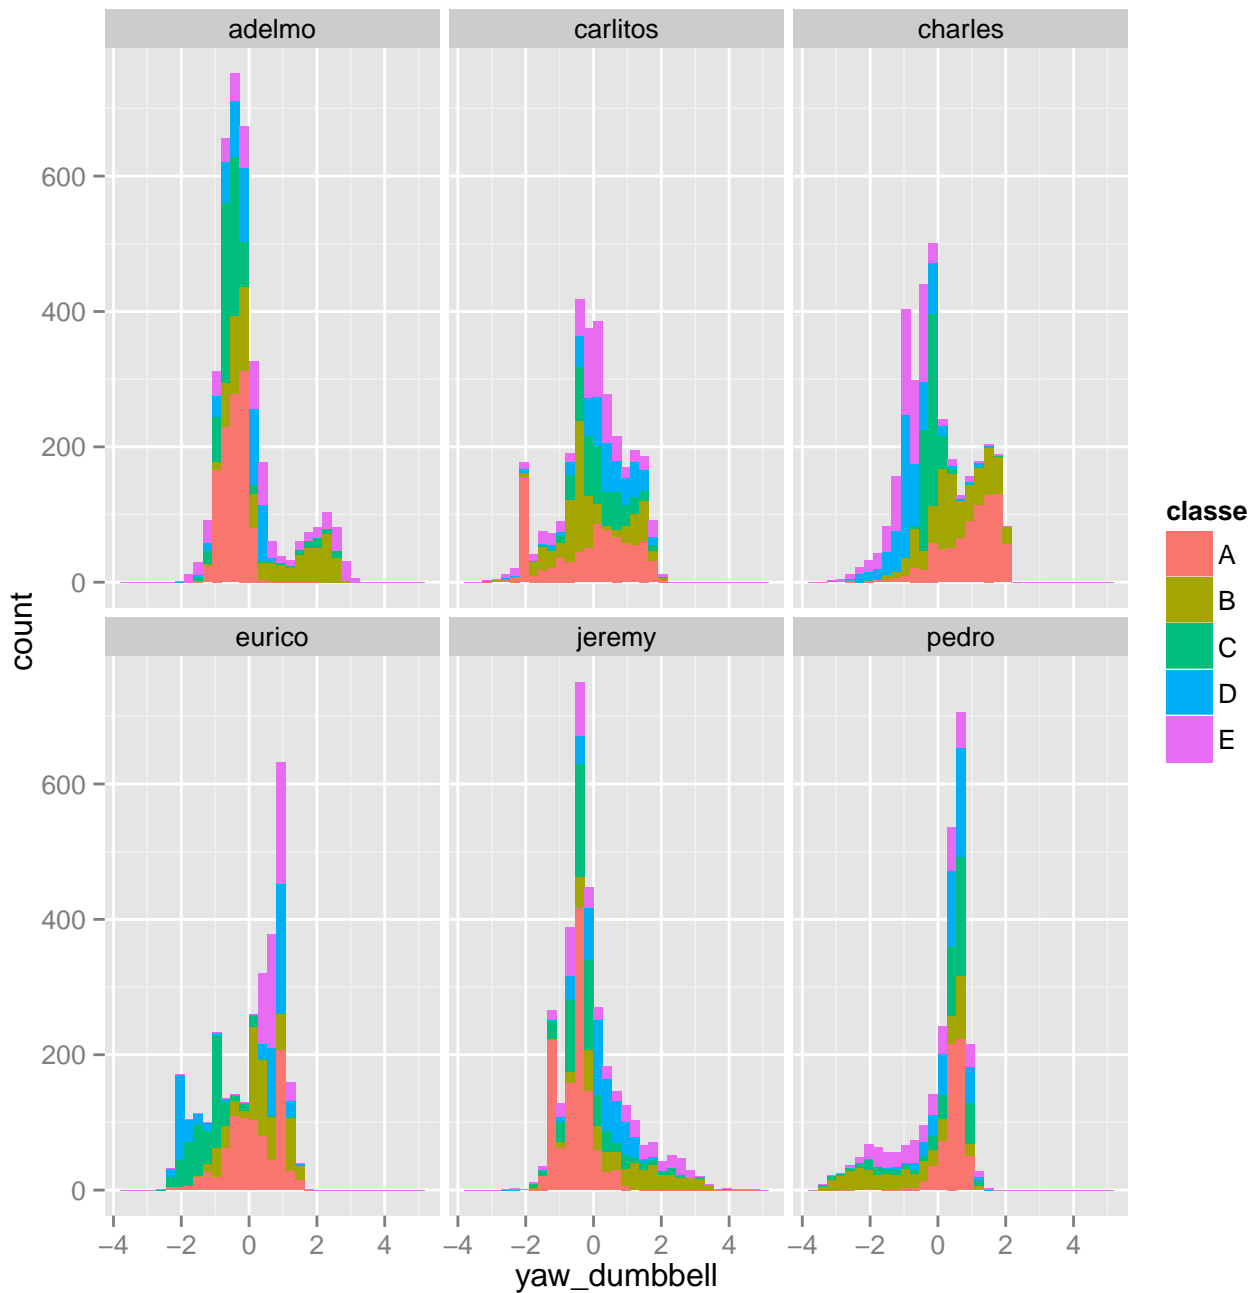 adelmo carlitos charles
600
400
200
0
count
eurico jeremy pedro
600
400
200
0
−4 −2 0 2 4 −4 −2 0 2 4 −4 −2 0 2 4
yaw_dumbbell
classe
A
B
C
D
E